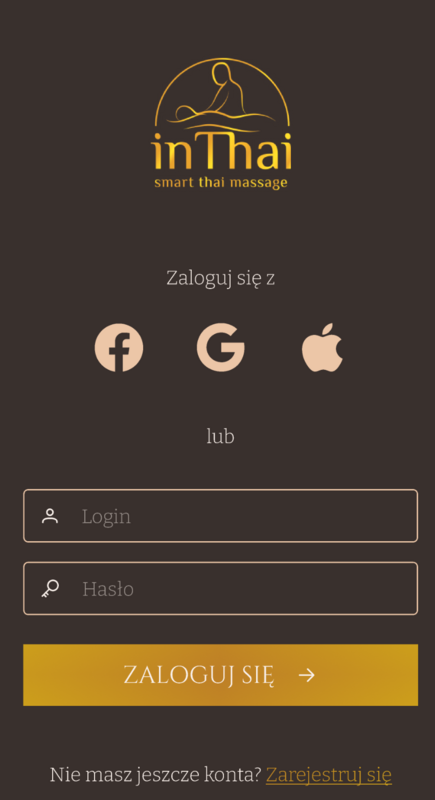 inThai
smart thai massage
Zaloguj się z
lub
Login
Hasło
ZALOGUJ SIĘ
Nie masz jeszcze konta? Zarejestruj się